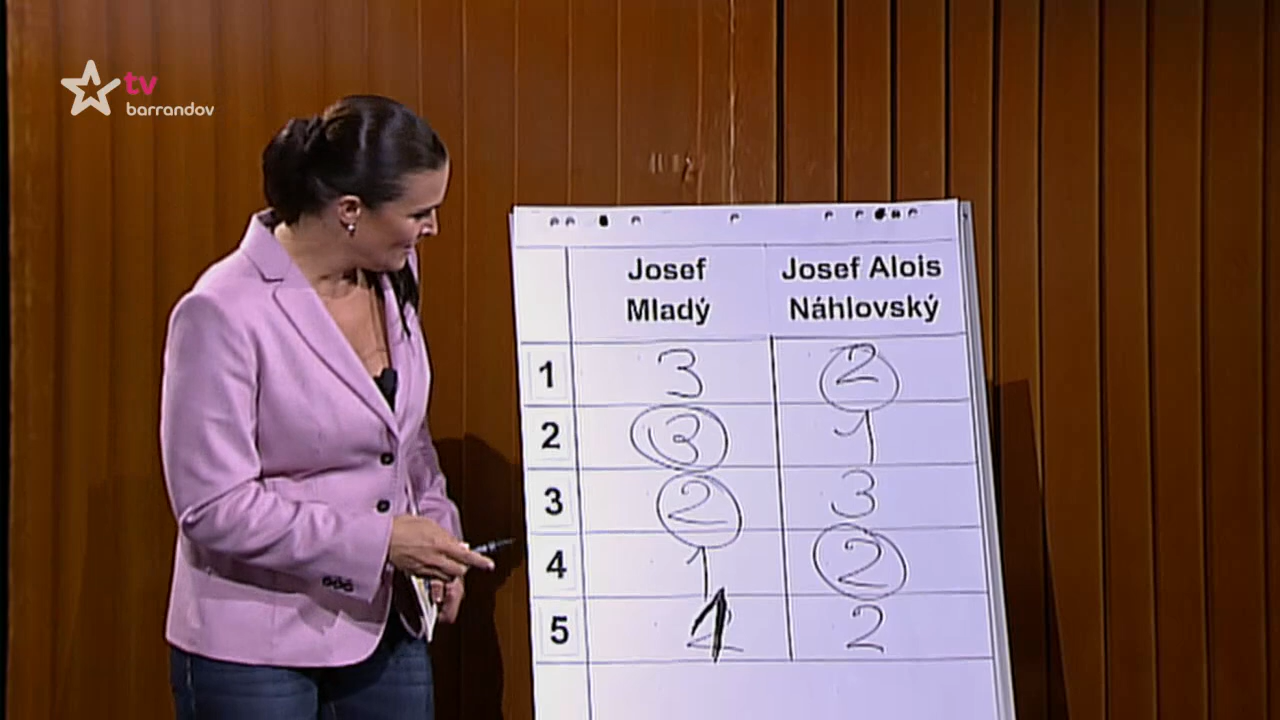 tv
barrandov
Josef Mladý
Josef Alois Náhlovský
1 3 2
2 3 1
3 2 3
4 1 2
5 1 2